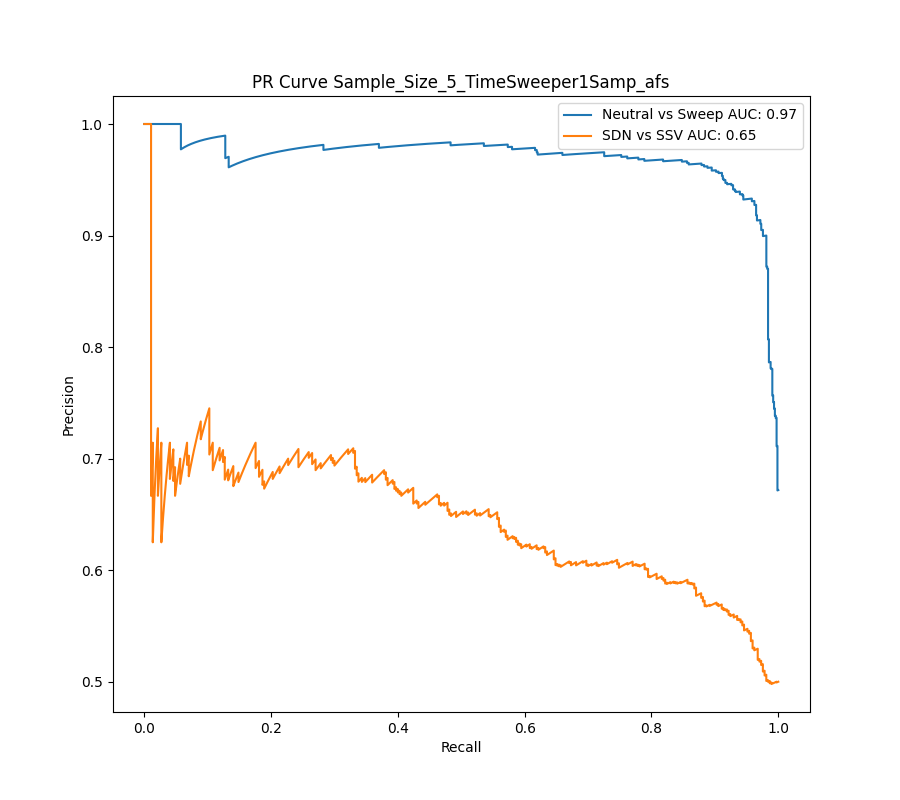 PR Curve Sample_Size_5_TimeSweeper1Samp_afs
Neutral vs Sweep AUC: 0.97
SDN vs SSV AUC: 0.65
1.0
0.9
0.8
0.7
0.6
0.5
Precision
0.0 0.2 0.4 0.6 0.8 1.0
Recall